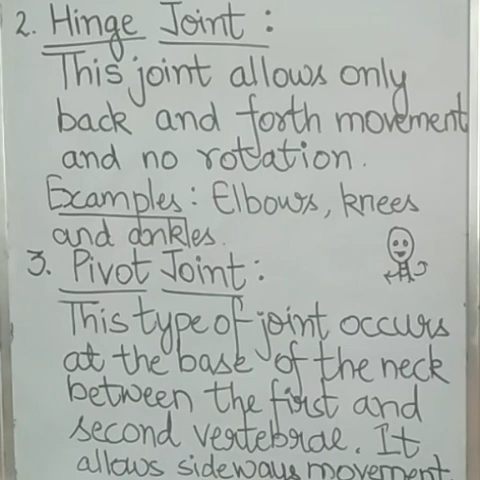 2. Hinge Joint :
This joint allows only
back and forth movement
and no rotation.
Examples: Elbows, knees
and ankles.
3. Pivot Joint :
This type of joint occurs
at the base of the neck
between the first and
second vertebrae. It
allows sideways movement